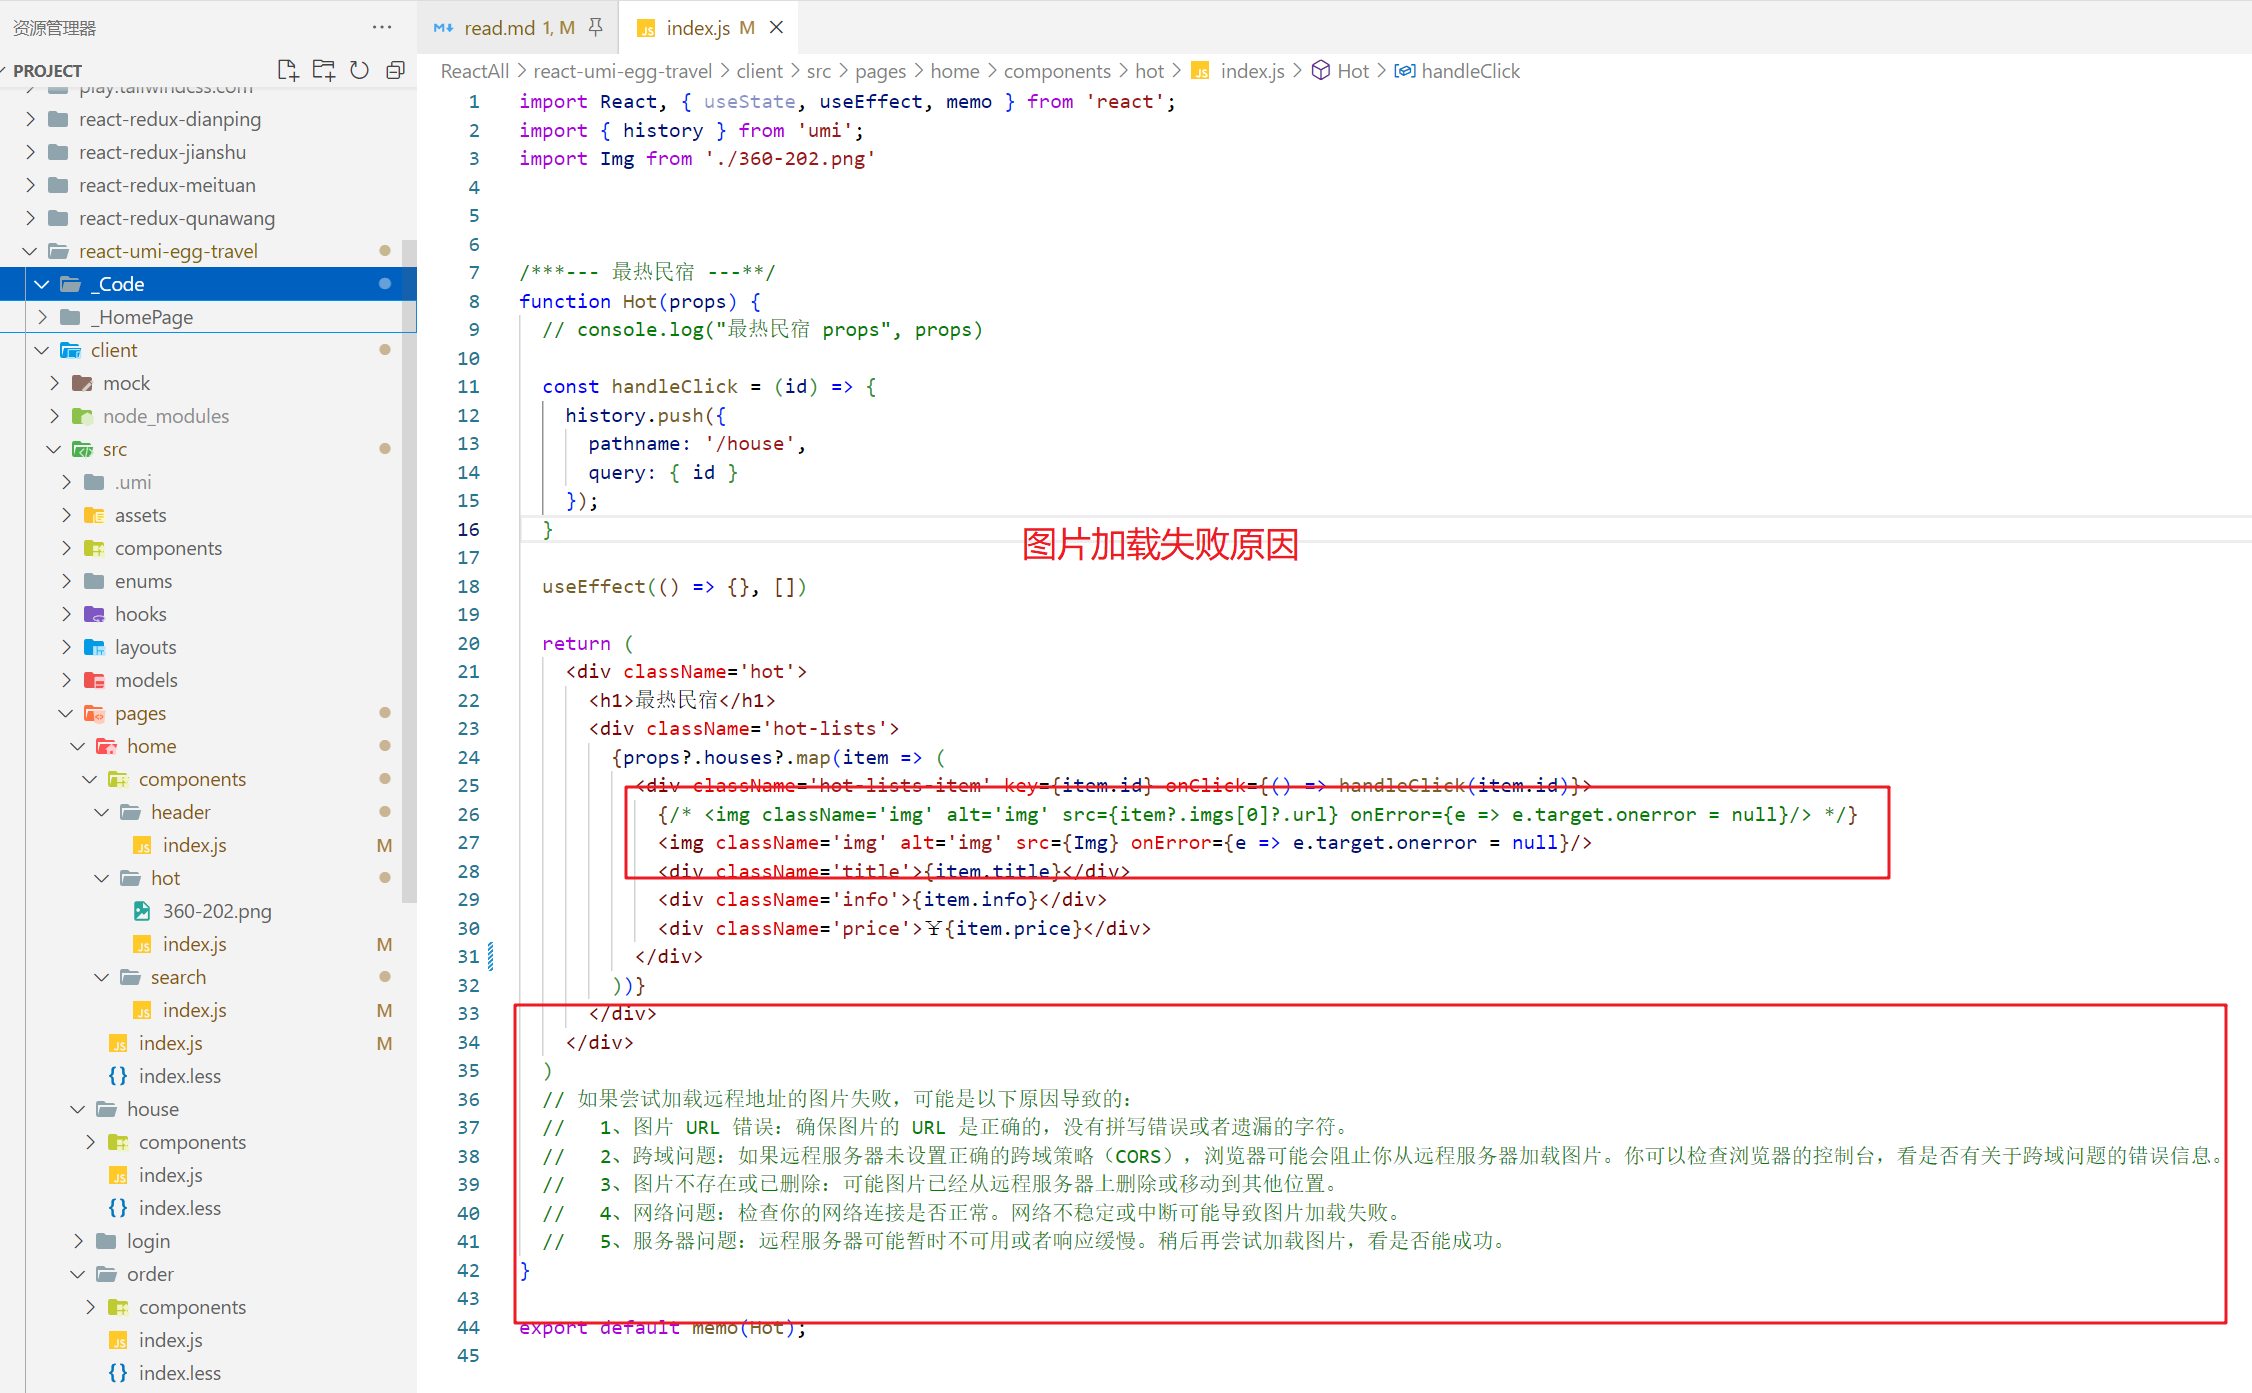 资源管理器
PROJECT
play.tailwindcss.com
react-redux-dianping
react-redux-jianshu
react-redux-meituan
react-redux-qunawang
react-umi-egg-travel
_Code
_HomePage
client
mock
node_modules
src
.umi
assets
components
enums
hooks
layouts
models
pages
home
components
header
index.js M
hot
360-202.png
index.js M
search
index.js M
index.js M
index.less
house
components
index.js
index.less
login
order
components
index.js
index.less
read.md 1, M
index.js M
ReactAll > react-umi-egg-travel > client > src > pages > home > components > hot > index.js > Hot > handleClick
1 import React, { useState, useEffect, memo } from 'react';
2 import { history } from 'umi';
3 import Img from './360-202.png'
4
5
6
7 /***--- 最热民宿 ---**/
8 function Hot(props) {
9 // console.log("最热民宿 props", props)
10
11 const handleClick = (id) => {
12 history.push({
13 pathname: '/house',
14 query: { id }
15 });
16 }
图片加载失败原因
17
18 useEffect(() => {}, [])
19
20 return (
21 <div className='hot'>
22 <h1>最热民宿</h1>
23 <div className='hot-lists'>
24 {props?.houses?.map(item => (
25 <div className='hot-lists-item' key={item.id} onClick={() => handleClick(item.id)}>
26 {/* <img className='img' alt='img' src={item?.imgs[0]?.url} onError={e => e.target.onerror = null}/> */}
27 <img className='img' alt='img' src={Img} onError={e => e.target.onerror = null}/>
28 <div className='title'>{item.title}</div>
29 <div className='info'>{item.info}</div>
30 <div className='price'>￥{item.price}</div>
31 </div>
32 ))}
33 </div>
34 </div>
35 )
36 // 如果尝试加载远程地址的图片失败，可能是以下原因导致的：
37 // 1、图片 URL 错误：确保图片的 URL 是正确的，没有拼写错误或者遗漏的字符。
38 // 2、跨域问题：如果远程服务器未设置正确的跨域策略（CORS），浏览器可能会阻止你从远程服务器加载图片。你可以检查浏览器的控制台，看是否有关于跨域问题的错误信息。
39 // 3、图片不存在或已删除：可能图片已经从远程服务器上删除或移动到其他位置。
40 // 4、网络问题：检查你的网络连接是否正常。网络不稳定或中断可能导致图片加载失败。
41 // 5、服务器问题：远程服务器可能暂时不可用或者响应缓慢。稍后再尝试加载图片，看是否能成功。
42 }
43
44 export default memo(Hot);
45